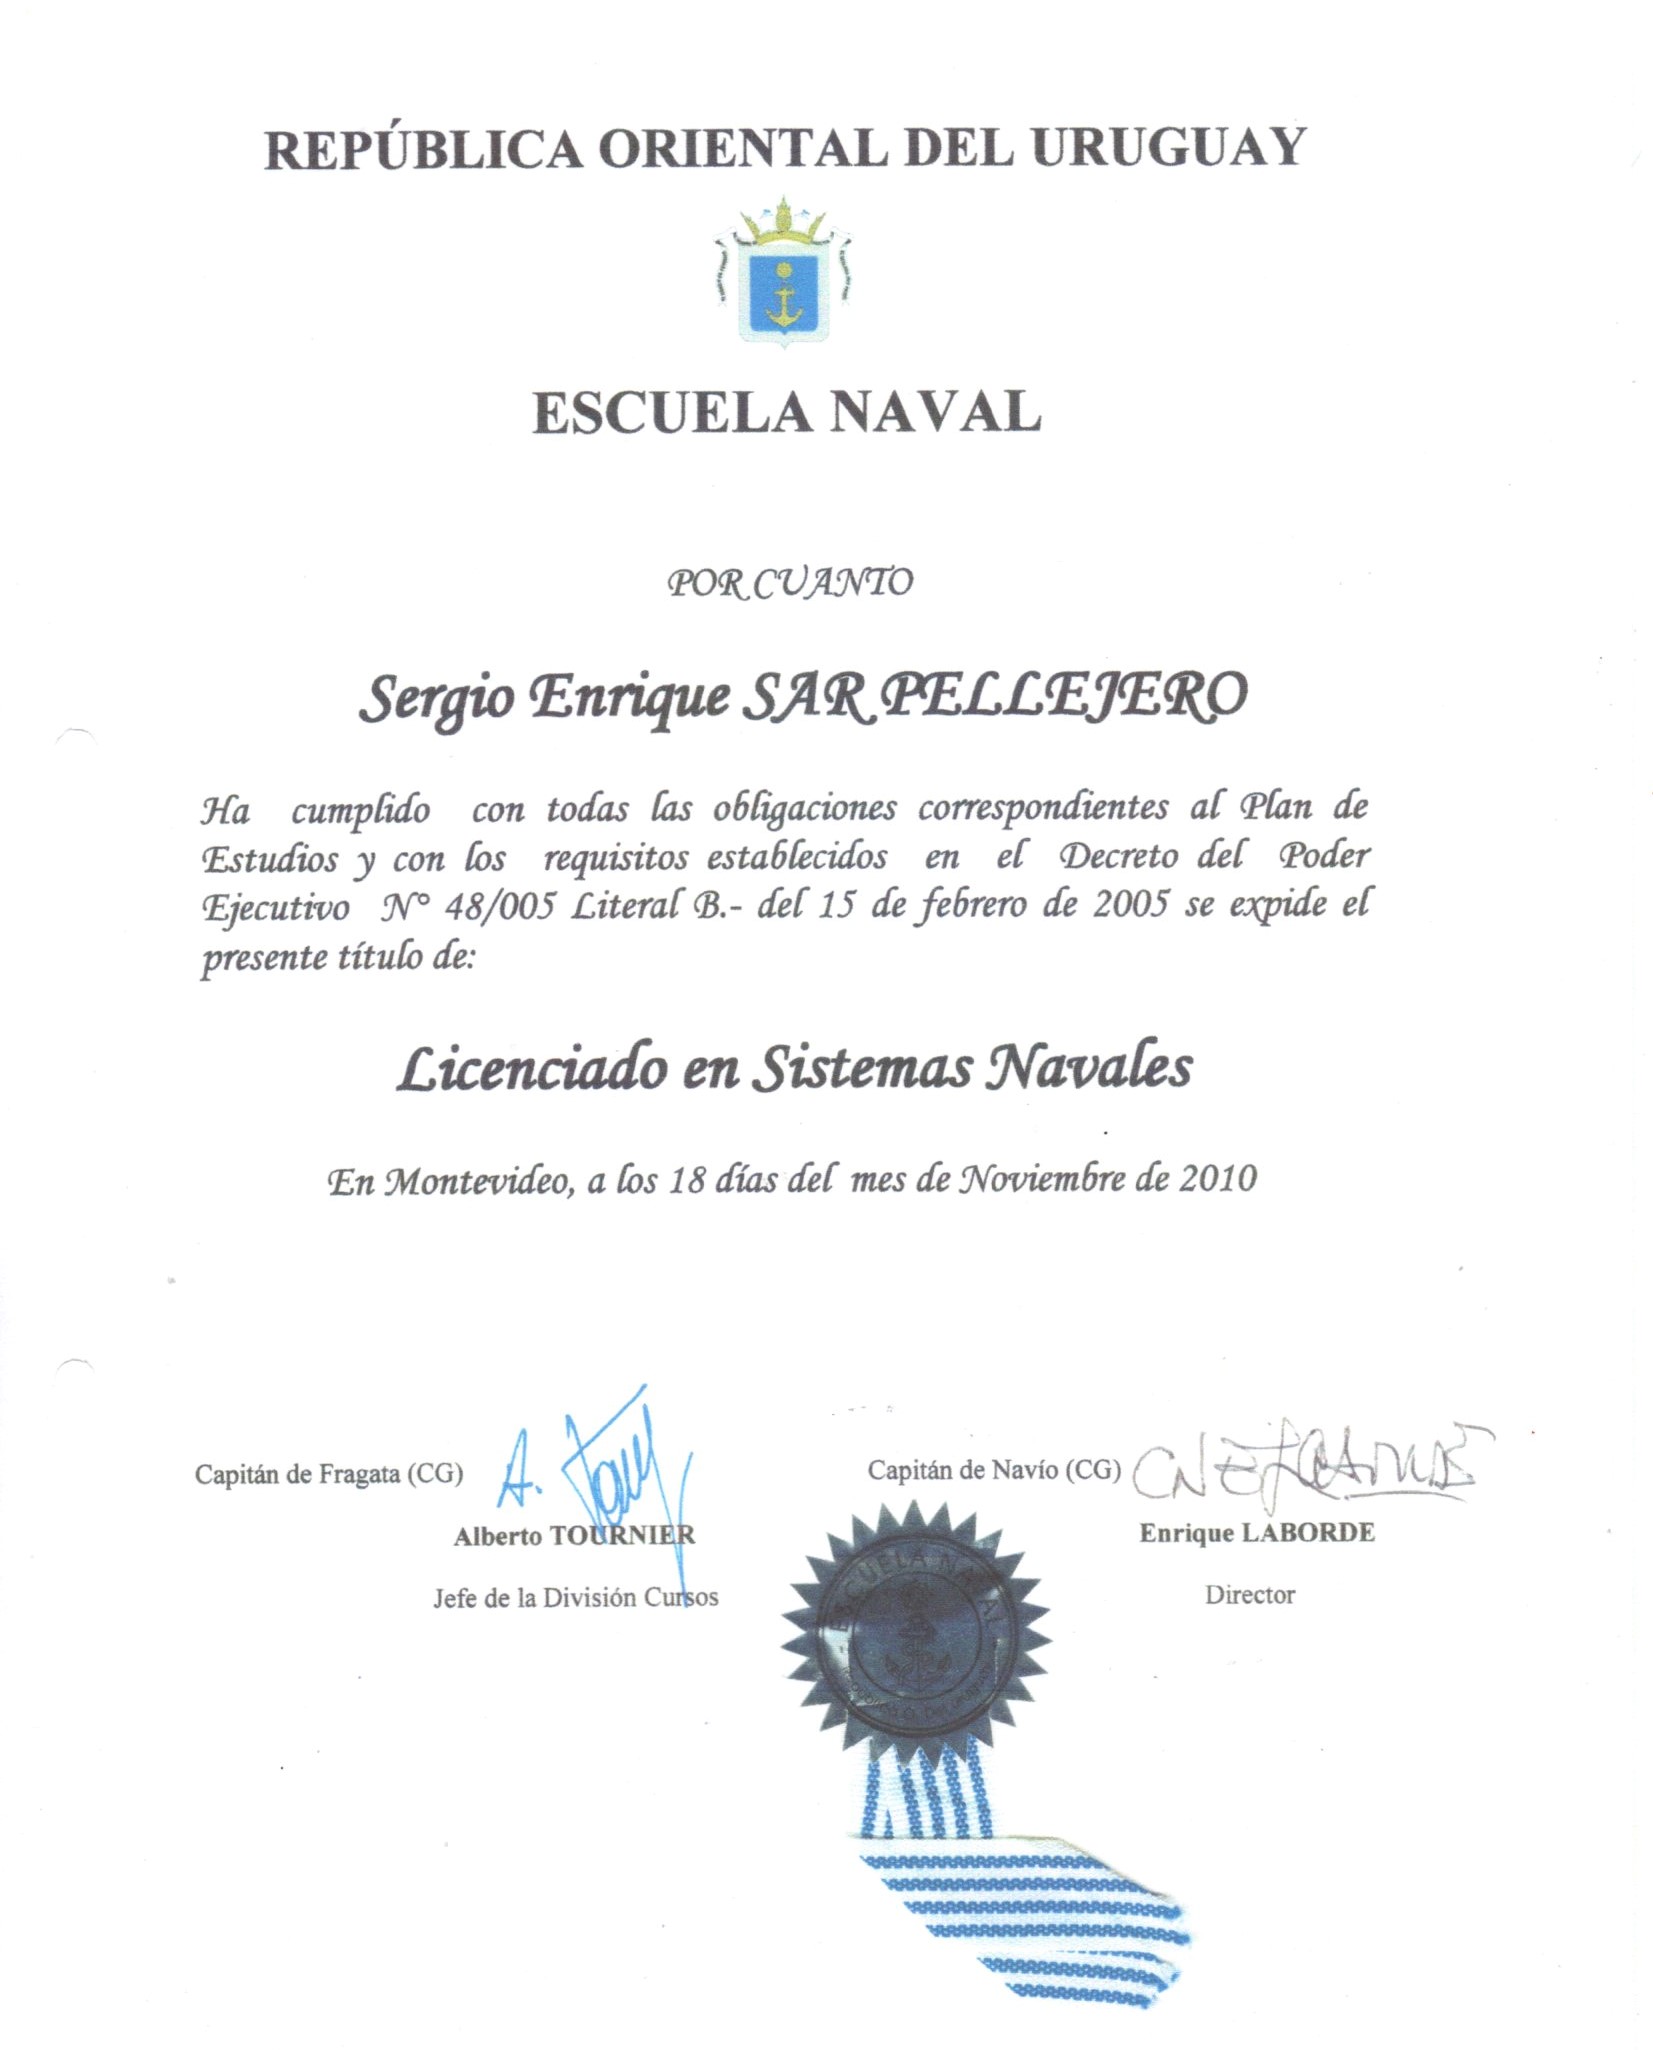 REPÚBLICA ORIENTAL DEL URUGUAY
ESCUELA NAVAL
POR CUANTO
Sergio Enrique SAR PELLEJERO
Ha cumplido con todas las obligaciones correspondientes al Plan de
Estudios y con los requisitos establecidos en el Decreto del Poder
Ejecutivo N° 48/005 Literal B.- del 15 de febrero de 2005 se expide el
presente título de:
Licenciado en Sistemas Navales
En Montevideo, a los 18 días del mes de Noviembre de 2010
Capitán de Fragata (CG)
Alberto TOURNIER
Jefe de la División Cursos
Capitán de Navío (CG)
Enrique LABORDE
Director
ESCUELA NAVAL